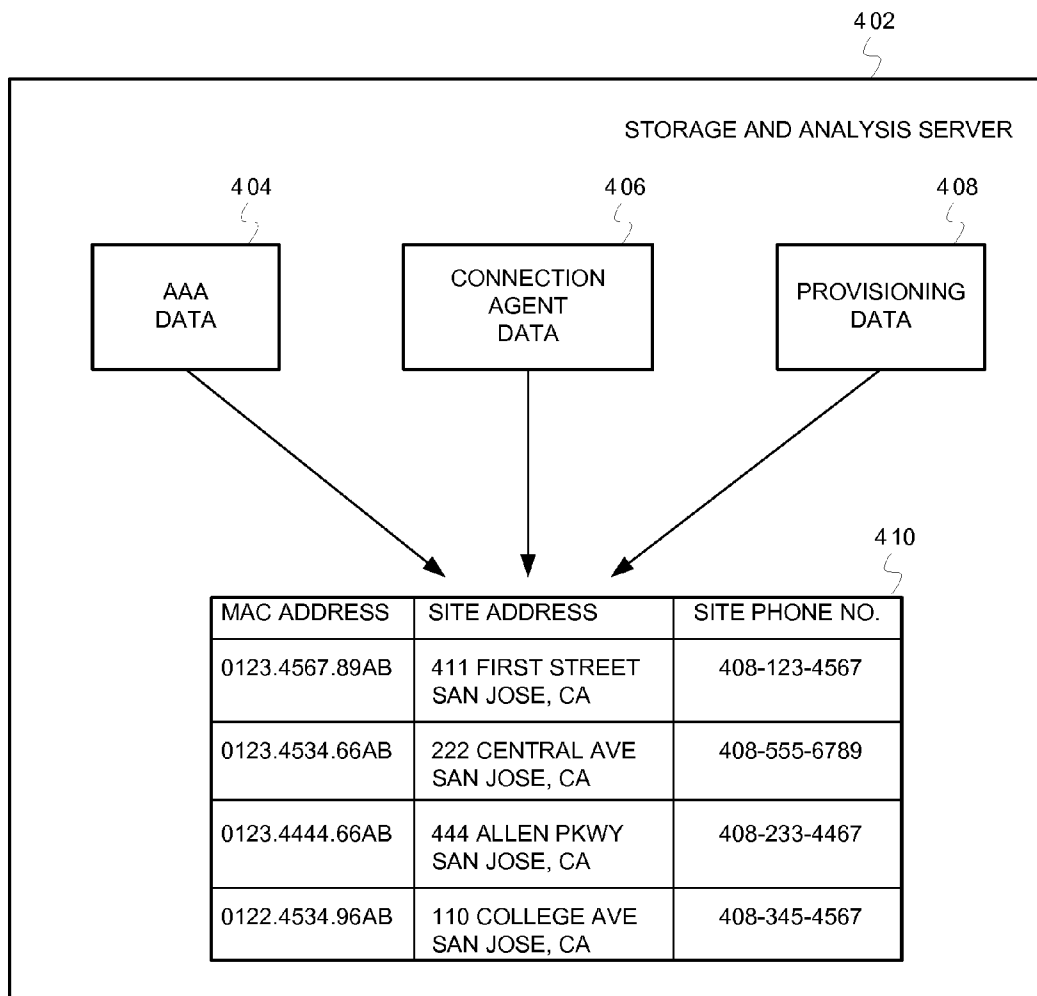 402
STORAGE AND ANALYSIS SERVER
404
406
408
AAA
DATA
CONNECTION
AGENT
DATA
PROVISIONING
DATA
410
MAC ADDRESS SITE ADDRESS SITE PHONE NO.
0123.4567.89AB 411 FIRST STREET 408-123-4567
SAN JOSE, CA
0123.4534.66AB 222 CENTRAL AVE 408-555-6789
SAN JOSE, CA
0123.4444.66AB 444 ALLEN PKWY 408-233-4467
SAN JOSE, CA
0122.4534.96AB 110 COLLEGE AVE 408-345-4567
SAN JOSE, CA